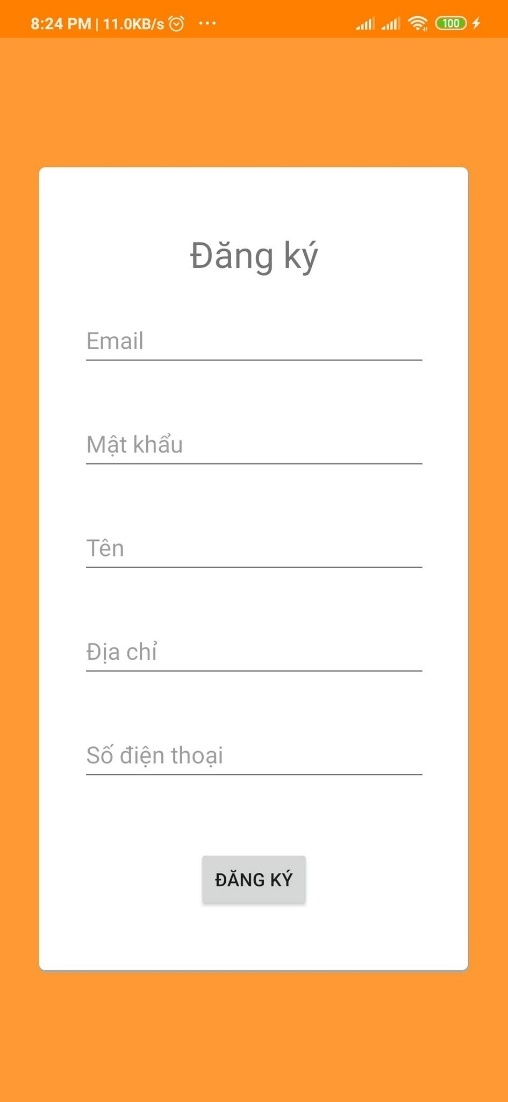 8:24 PM | 11.0KB/s ... 100
Đăng ký
Email
Mật khẩu
Tên
Địa chỉ
Số điện thoại
ĐĂNG KÝ